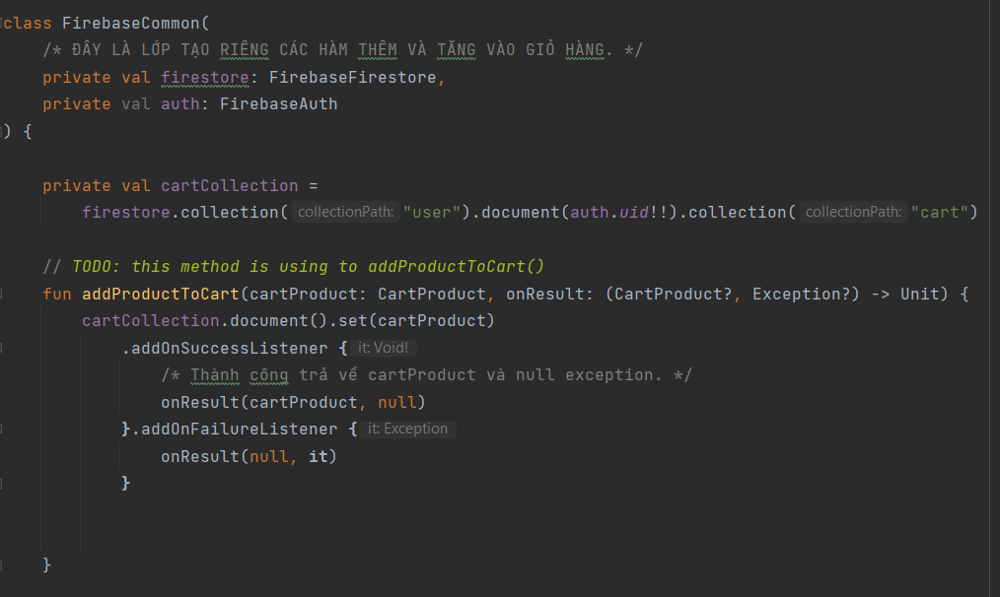 class FirebaseCommon(
/* ĐÂY LÀ LỚP TẠO RIÊNG CÁC HÀM THÊM VÀ TĂNG VÀO GIỎ HÀNG. */
private val firestore: FirebaseFirestore,
private val auth: FirebaseAuth
) {
private val cartCollection =
firestore.collection( collectionPath: "user").document(auth.uid!!).collection( collectionPath: "cart")
// TODO: this method is using to addProductToCart()
fun addProductToCart(cartProduct: CartProduct, onResult: (CartProduct?, Exception?) -> Unit) {
cartCollection.document().set(cartProduct)
.addOnSuccessListener { it: Void!
/* Thành công trả về cartProduct và null exception. */
onResult(cartProduct, null)
}.addOnFailureListener { it: Exception
onResult(null, it)
}
}